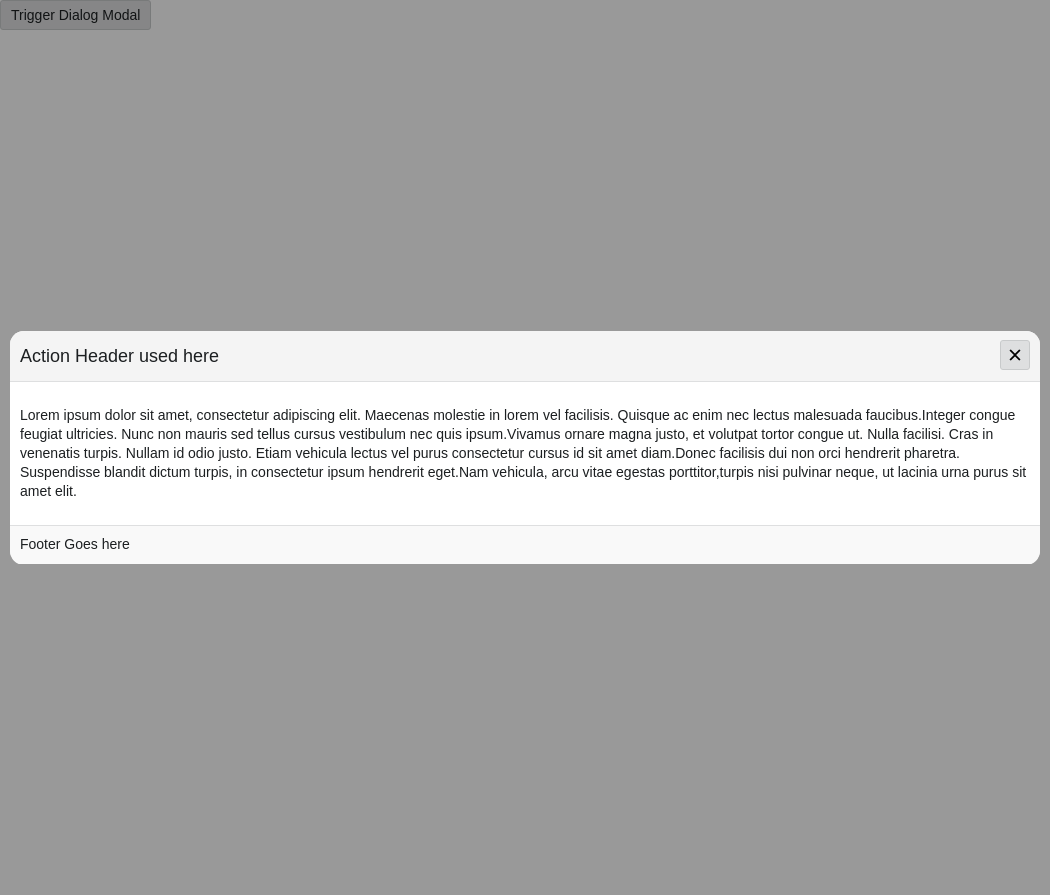 Trigger Dialog Modal
Action Header used here
Lorem ipsum dolor sit amet, consectetur adipiscing elit. Maecenas molestie in lorem vel facilisis. Quisque ac enim nec lectus malesuada faucibus.Integer congue
feugiat ultricies. Nunc non mauris sed tellus cursus vestibulum nec quis ipsum.Vivamus ornare magna justo, et volutpat tortor congue ut. Nulla facilisi. Cras in
venenatis turpis. Nullam id odio justo. Etiam vehicula lectus vel purus consectetur cursus id sit amet diam.Donec facilisis dui non orci hendrerit pharetra.
Suspendisse blandit dictum turpis, in consectetur ipsum hendrerit eget.Nam vehicula, arcu vitae egestas porttitor,turpis nisi pulvinar neque, ut lacinia urna purus sit
amet elit.
Footer Goes here